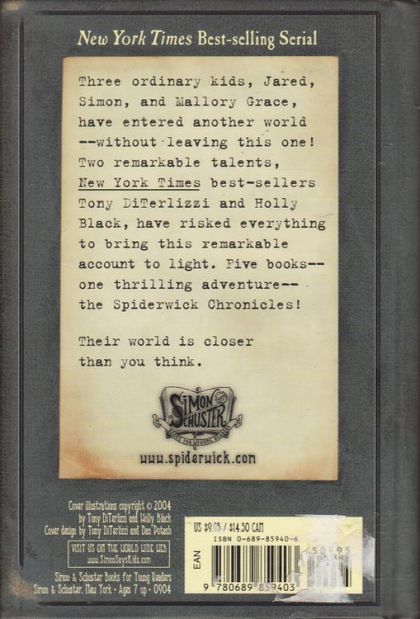 New York Times Best-selling Serial
Three ordinary kids, Jared,
Simon, and Mallory Grace,
have entered another world
--without leaving this one!
Two remarkable talents,
New York Times best-sellers
Tony DiTerlizzi and Holly
Black, have risked everything
to bring this remarkable
account to light. Five books--
one thrilling adventure--
the Spiderwick Chronicles!
Their world is closer
than you think.
SIMON
SCHUSTER
www.spiderwick.com
Cover illustrations copyright © 2004
by Tony DiTerlizzi and Holly Black
Cover design by Tony DiTerlizzi and Dan Potash
VISIT US ON THE WORLD WIDE WEB
www.SimonSaysKids.com
Simon & Schuster Books for Young Readers
Simon & Schuster, New York • Ages 7 up • 0904
US $9.95 / $14.50 CAN
ISBN 0-689-85940-6
EAN
9 780689 859403